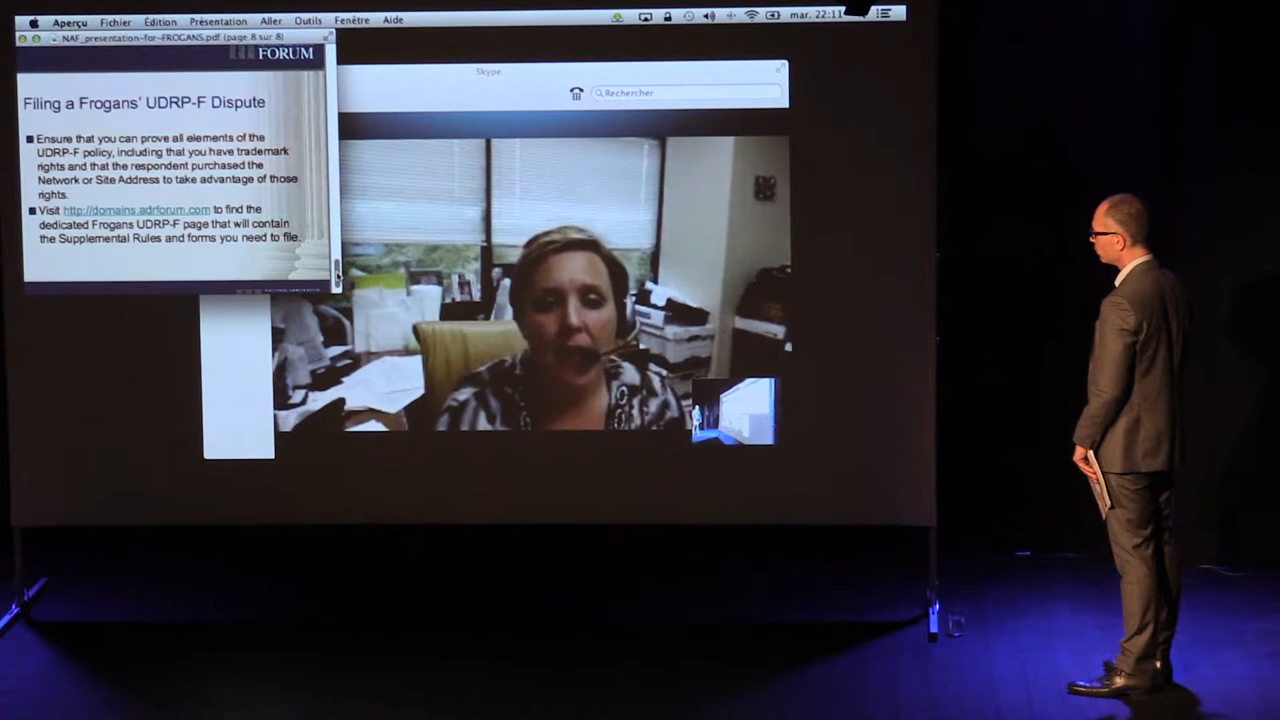 Aperçu Fichier Édition Présentation Aller Outils Fenêtre Aide mar. 22:11
NAF_presentation-for-FROGANS.pdf (page 8 sur 8)
FORUM
Skype
Rechercher
Filing a Frogans' UDRP-F Dispute
Ensure that you can prove all elements of the
UDRP-F policy, including that you have trademark
rights and that the respondent purchased the
Network or Site Address to take advantage of those
rights.
Visit http://domains.adrforum.com to find the
dedicated Frogans UDRP-F page that will contain
the Supplemental Rules and forms you need to file.